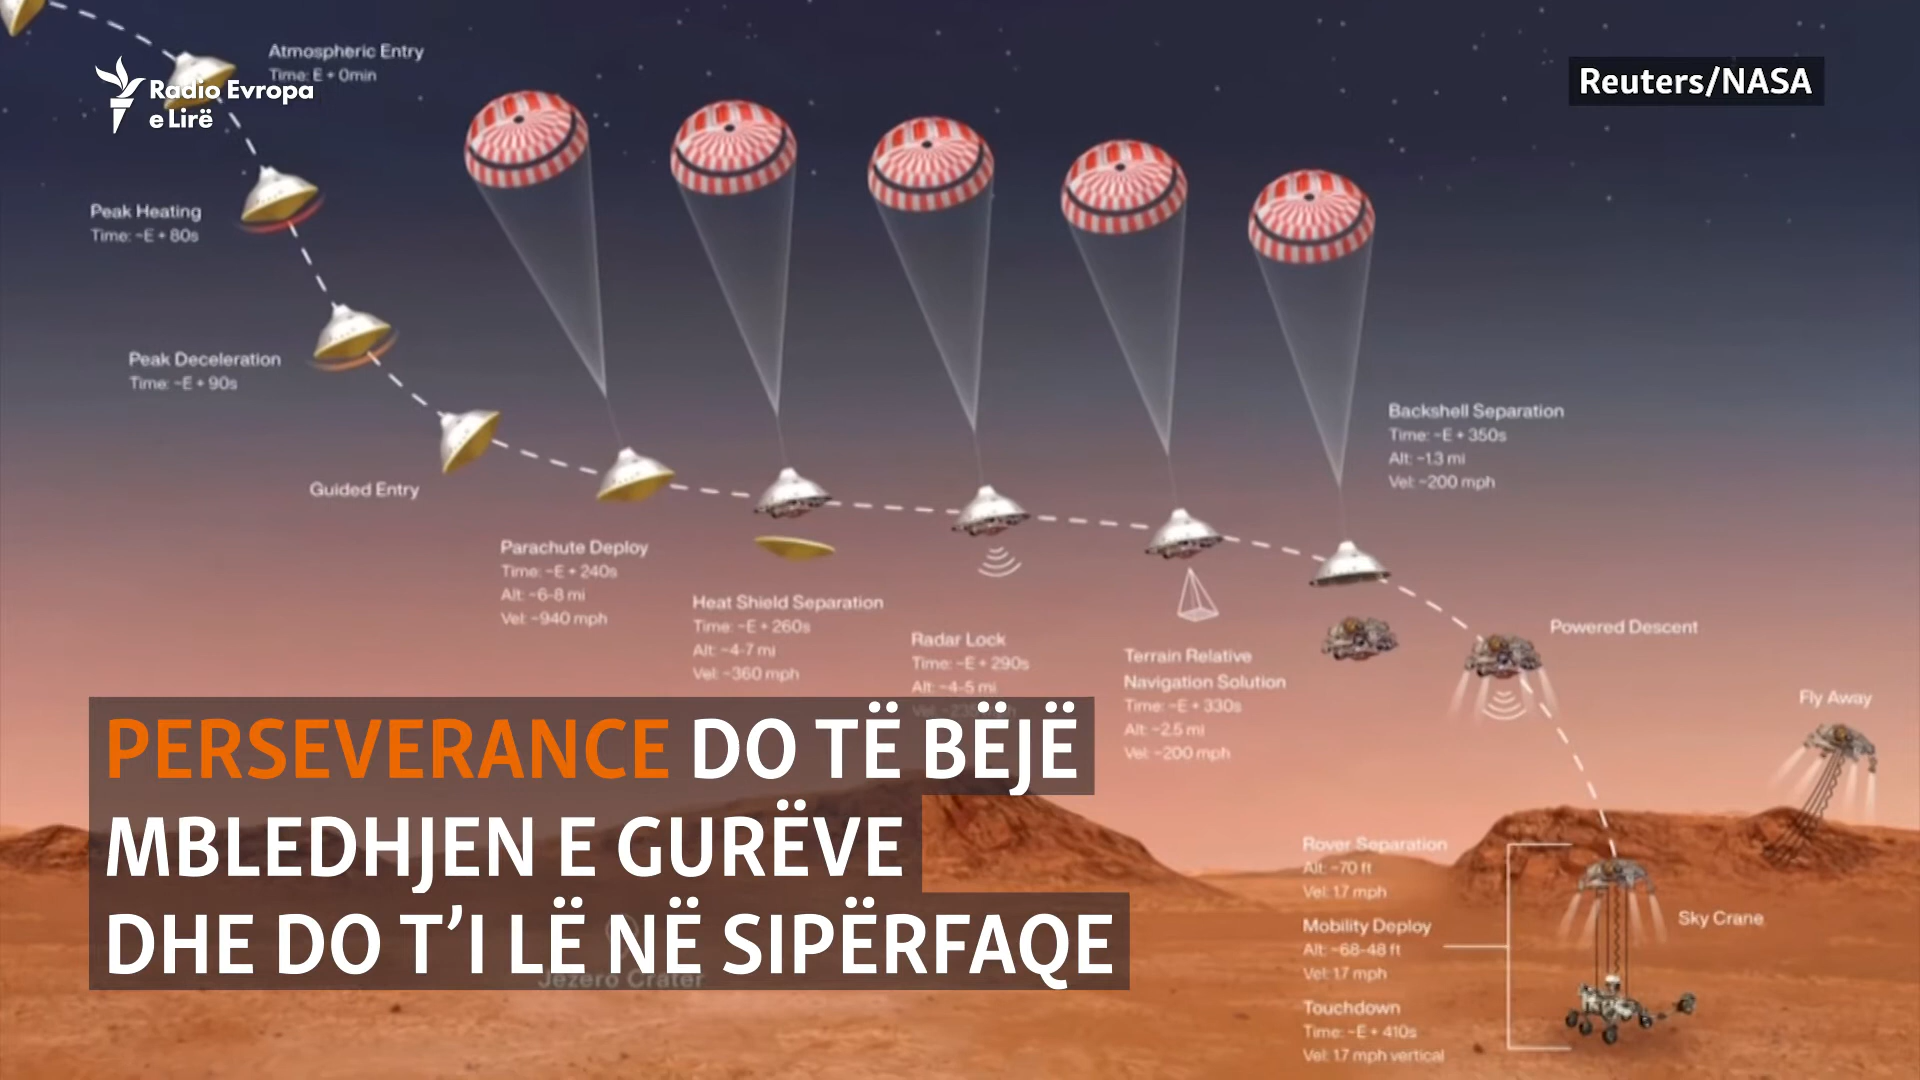 Atmospheric Entry
Time: E + 0min
Radio Evropa
e Lirë
Reuters/NASA
Peak Heating
Time: ~E + 80s
Peak Deceleration
Time: ~E + 90s
Guided Entry
Parachute Deploy
Time: ~E + 240s
Alt: ~6-8 mi
Vel: ~940 mph
Heat Shield Separation
Time: ~E + 260s
Alt: ~4-7 mi
Vel: ~360 mph
Radar Lock
Time: ~E + 290s
Alt: ~4-5 mi
Terrain Relative
Navigation Solution
Time: ~E + 330s
Alt: ~2.5 mi
Vel: ~200 mph
Backshell Separation
Time: ~E + 350s
Alt: ~1.3 mi
Vel: ~200 mph
Powered Descent
Fly Away
PERSEVERANCE DO TË BËJË
MBLEDHJEN E GURËVE
DHE DO T’I LË NË SIPËRFAQE
Jezero Crater
Rover Separation
Alt: ~70 ft
Vel: 1.7 mph
Mobility Deploy
Alt: ~68-48 ft
Vel: 1.7 mph
Touchdown
Time: ~E + 410s
Vel: 1.7 mph vertical
Sky Crane